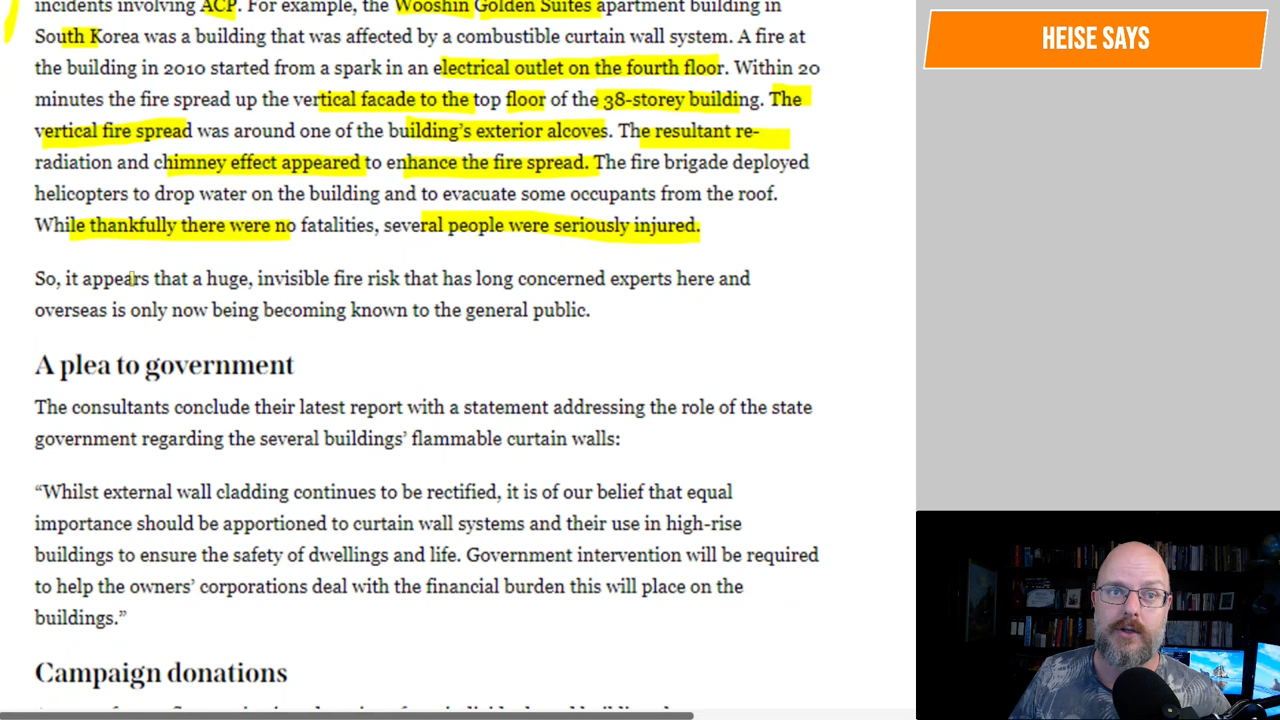 incidents involving ACP. For example, the Wooshin Golden Suites apartment building in
South Korea was a building that was affected by a combustible curtain wall system. A fire at
the building in 2010 started from a spark in an electrical outlet on the fourth floor. Within 20
minutes the fire spread up the vertical facade to the top floor of the 38-storey building. The
vertical fire spread was around one of the building’s exterior alcoves. The resultant re-
radiation and chimney effect appeared to enhance the fire spread. The fire brigade deployed
helicopters to drop water on the building and to evacuate some occupants from the roof.
While thankfully there were no fatalities, several people were seriously injured.
So, it appears that a huge, invisible fire risk that has long concerned experts here and
overseas is only now being becoming known to the general public.
A plea to government
The consultants conclude their latest report with a statement addressing the role of the state
government regarding the several buildings’ flammable curtain walls:
“Whilst external wall cladding continues to be rectified, it is of our belief that equal
importance should be apportioned to curtain wall systems and their use in high-rise
buildings to ensure the safety of dwellings and life. Government intervention will be required
to help the owners’ corporations deal with the financial burden this will place on the
buildings.”
Campaign donations
HEISE SAYS